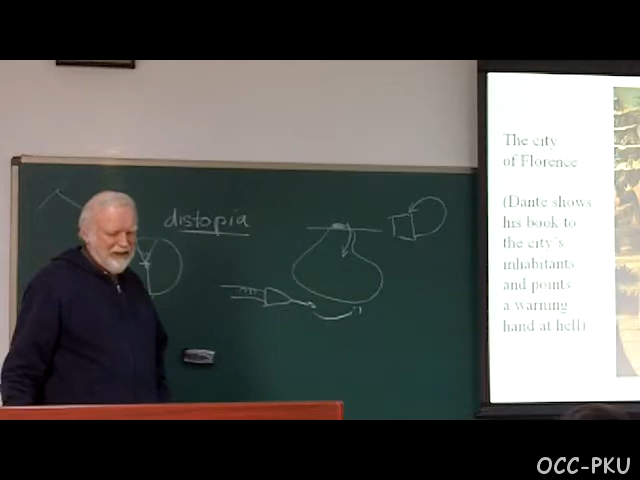 distopia
The city
of Florence
(Dante shows
his book to
the city's
inhabitants
and points
a warning
hand at hell)
OCC-PKU